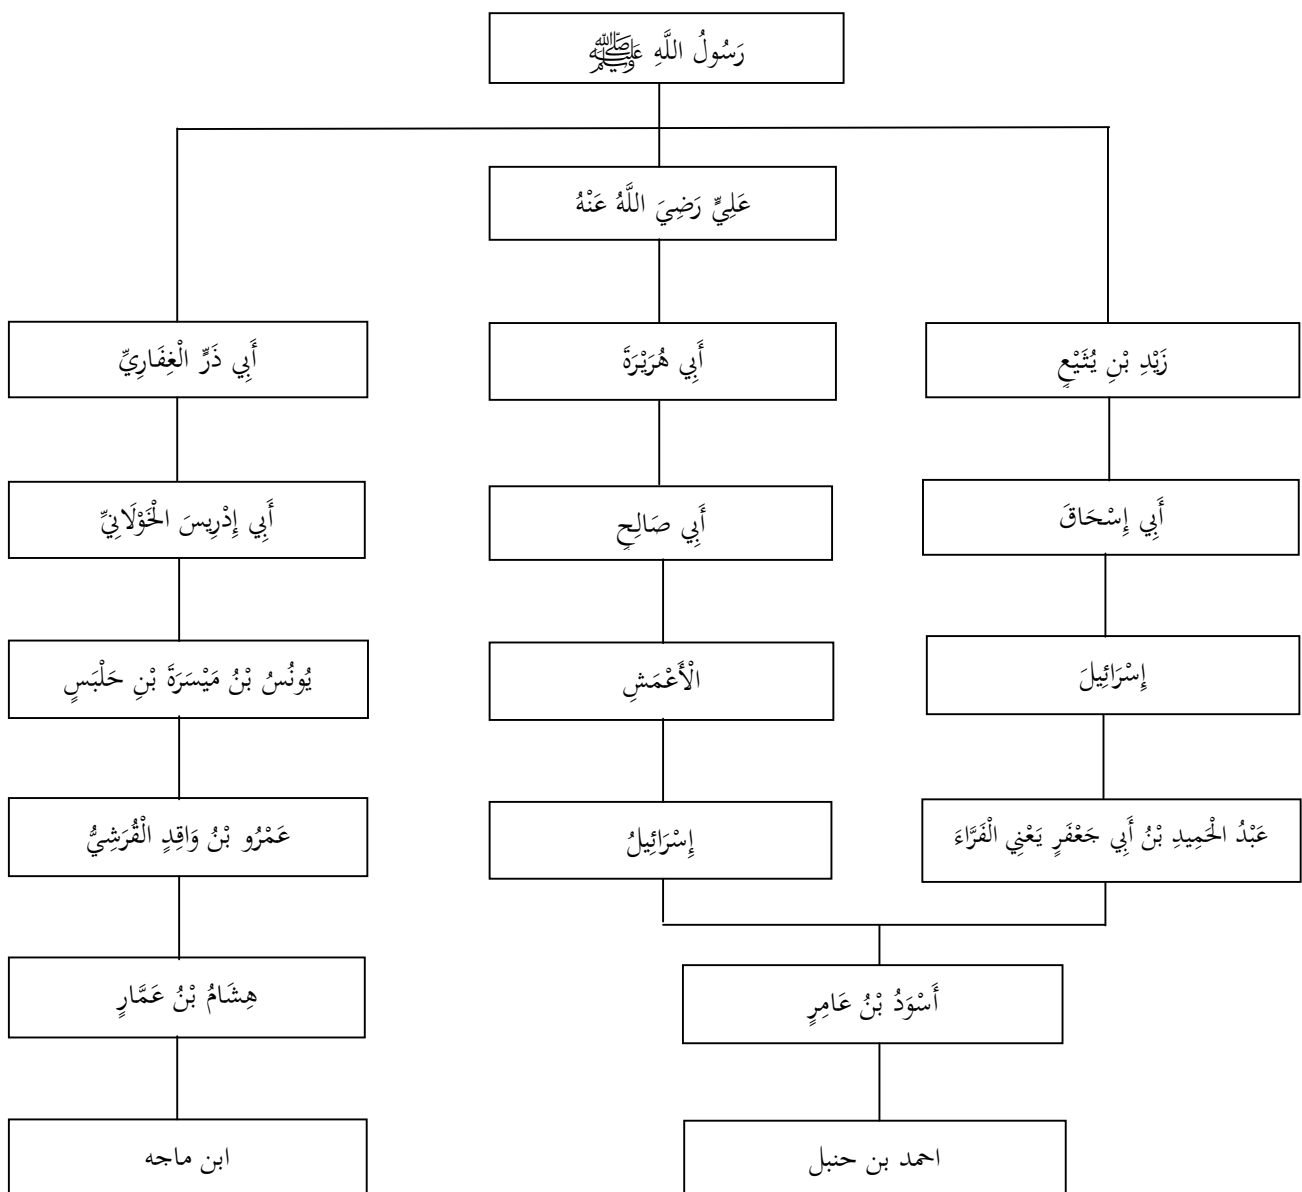 رَسُولُ اللَّهِ ﷺ
عَلِيٍّ رَضِيَ اللَّهُ عَنْهُ
زَيْدِ بْنِ يُثَيْعٍ
أَبِي هُرَيْرَةَ
أَبِي ذَرٍّ الْغِفَارِيِّ
أَبِي إِسْحَاقَ
أَبِي صَالِحٍ
أَبِي إِدْرِيسَ الْخَوْلَانِيِّ
إِسْرَائِيلَ
الْأَعْمَشِ
يُونُسُ بْنُ مَيْسَرَةَ بْنِ حَلْبَسٍ
عَبْدُ الْحَمِيدِ بْنُ أَبِي جَعْفَرٍ يَعْنِي الْفَرَّاءَ
إِسْرَائِيلُ
عَمْرُو بْنُ وَاقِدٍ الْقُرَشِيُّ
أَسْوَدُ بْنُ عَامِرٍ
هِشَامُ بْنُ عَمَّارٍ
احمد بن حنبل
ابن ماجه